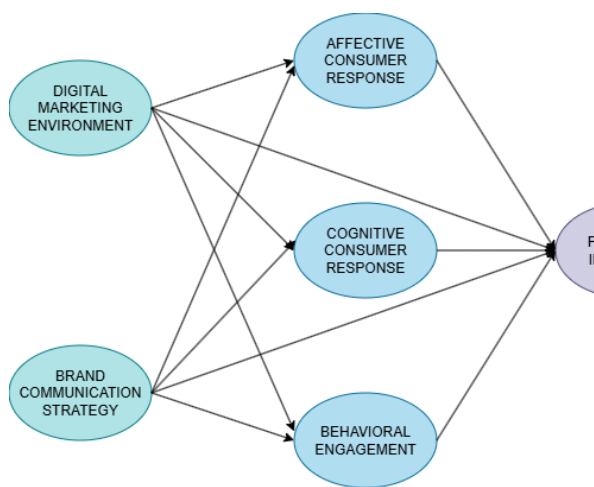 AFFECTIVE
CONSUMER
RESPONSE
DIGITAL
MARKETING
ENVIRONMENT
COGNITIVE
CONSUMER
RESPONSE
BRAND
COMMUNICATION
STRATEGY
BEHAVIORAL
ENGAGEMENT